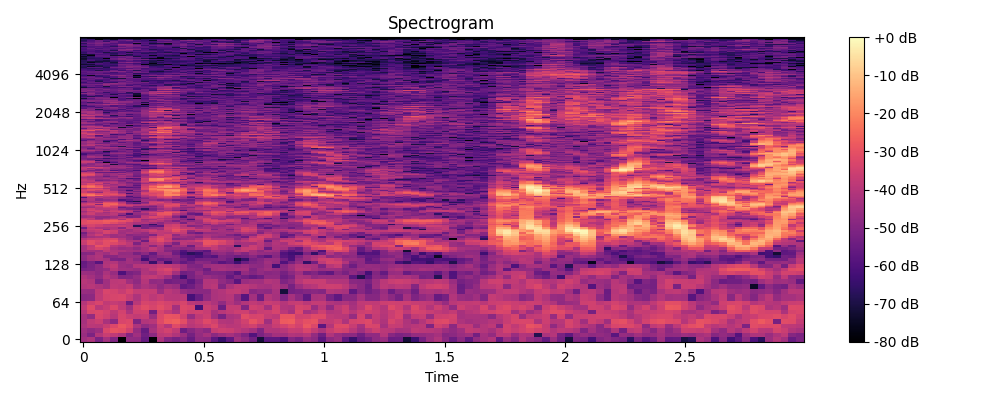 Spectrogram
Hz
4096
2048
1024
512
256
128
64
0
0
0.5
1
1.5
2
2.5
Time
+0 dB
-10 dB
-20 dB
-30 dB
-40 dB
-50 dB
-60 dB
-70 dB
-80 dB